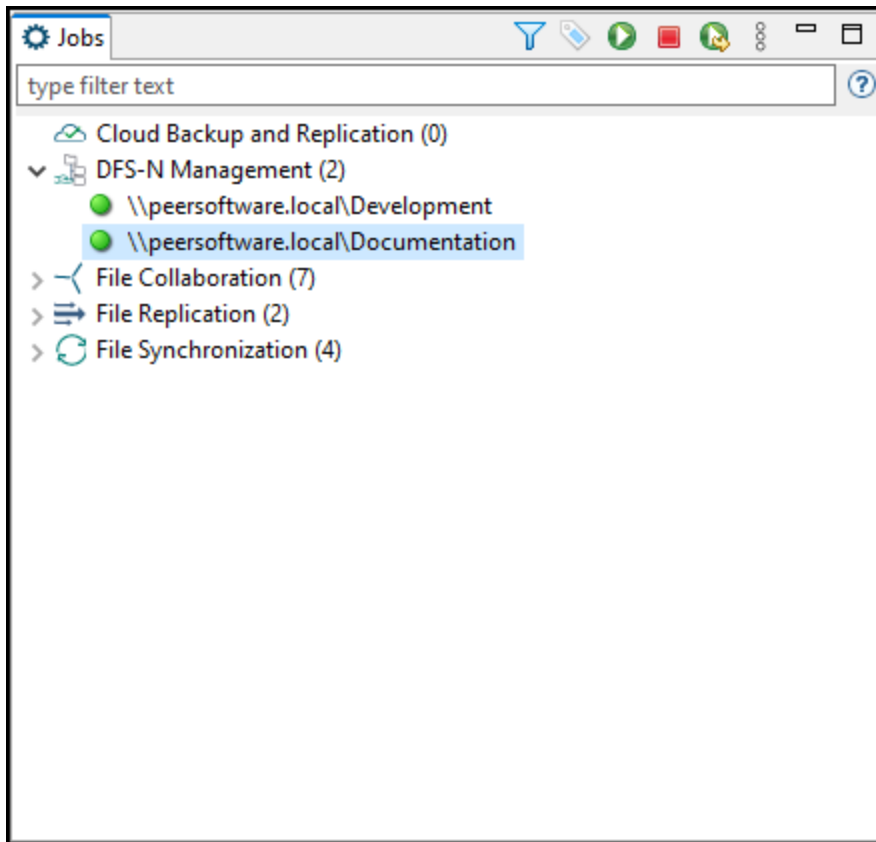 Jobs
type filter text
Cloud Backup and Replication (0)
DFS-N Management (2)
\\peersoftware.local\Development
\\peersoftware.local\Documentation
File Collaboration (7)
File Replication (2)
File Synchronization (4)